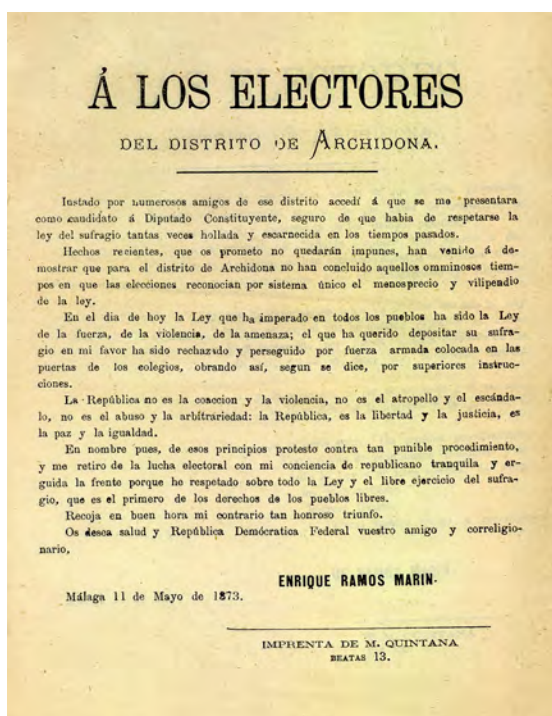 Á LOS ELECTORES
DEL DISTRITO DE ARCHIDONA.
Instado por numerosos amigos de ese distrito accedí á que se me presentara
como candidato á Diputado Constituyente, seguro de que habia de respetarse la
ley del sufragio tantas veces hollada y escarnecida en los tiempos pasados.
Hechos recientes, que os prometo no quedarán impunes, han venido á de-
mostrar que para el distrito de Archidona no han concluido aquellos omminosos tiem-
pos en que las elecciones reconocian por sistema único el menosprecio y vilipendio
de la ley.
En el dia de hoy la Ley que ha imperado en todos los pueblos ha sido la Ley
de la fuerza, de la violencia, de la amenaza; el que ha querido depositar su sufra-
gio en mi favor ha sido rechazado y perseguido por fuerza armada colocada en las
puertas de los colegios, obrando así, segun se dice, por superiores instruc-
ciones.
La República no es la coaccion y la violencia, no es el atropello y el escánda-
lo, no es el abuso y la arbitrariedad: la República, es la libertad y la justicia, es
la paz y la igualdad.
En nombre pues, de esos principios protesto contra tan punible procedimiento,
y me retiro de la lucha electoral con mi conciencia de republicano tranquila y er-
guida la frente porque he respetado sobre todo la Ley y el libre ejercicio del sufra-
gio, que es el primero de los derechos de los pueblos libres.
Recoja en buen hora mi contrario tan honroso triunfo.
Os desea salud y República Demócratica Federal vuestro amigo y correligio-
nario,
ENRIQUE RAMOS MARIN.
Málaga 11 de Mayo de 1873.
IMPRENTA DE M. QUINTANA
BEATAS 13.